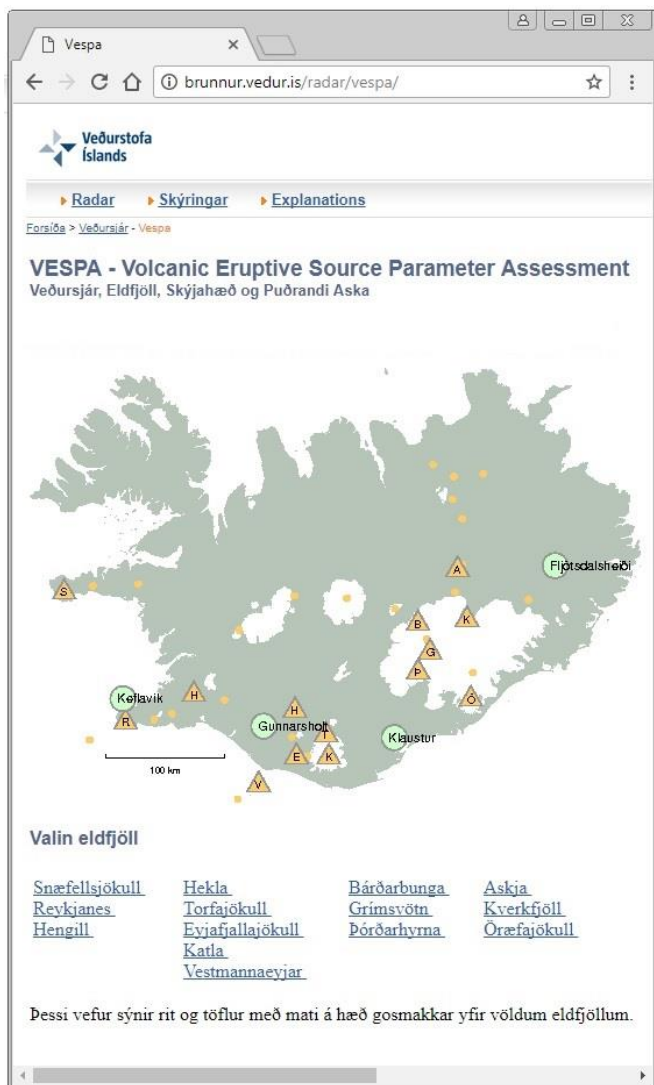 Vespa
brunnur.vedur.is/radar/vespa/
Veðurstofa
Íslands
Radar Skýringar Explanations
Forsíða > Veðursjár - Vespa
VESPA - Volcanic Eruptive Source Parameter Assessment
Veðursjár, Eldfjöll, Skýjahæð og Puðrandi Aska
A
Fljótsdalsheiði
S
B
K
G
Þ
H
Keflavík
Ó
R
H
Gunnarsholt
T
Klaustur
E
K
100 km
V
Valin eldfjöll
Snæfellsjökull Hekla Bárðarbunga Askja
Reykjanes Torfajökull Grímsvötn Kverkfjöll
Hengill Eyjafjallajökull Þórðarhyrna Öræfajökull
Katla
Vestmannaeyjar
Þessi vefur sýnir rit og töflur með mati á hæð gosmakkar yfir völdum eldfjöllum.